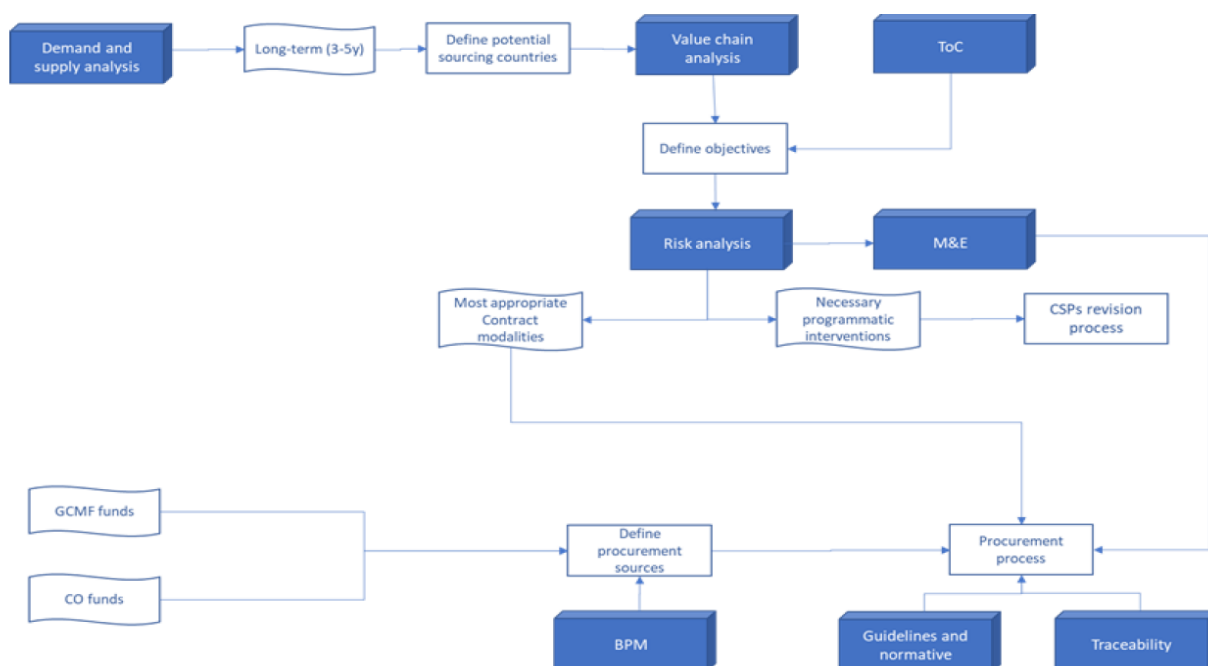 Demand and
supply analysis
Long-term (3-5y)
Define potential
sourcing countries
Value chain
analysis
ToC
Define objectives
Risk analysis
M&E
Most appropriate
Contract
modalities
Necessary
programmatic
interventions
CSPs revision
process
GCMF funds
Define
procurement
sources
Procurement
process
CO funds
BPM
Guidelines and
normative
Traceability